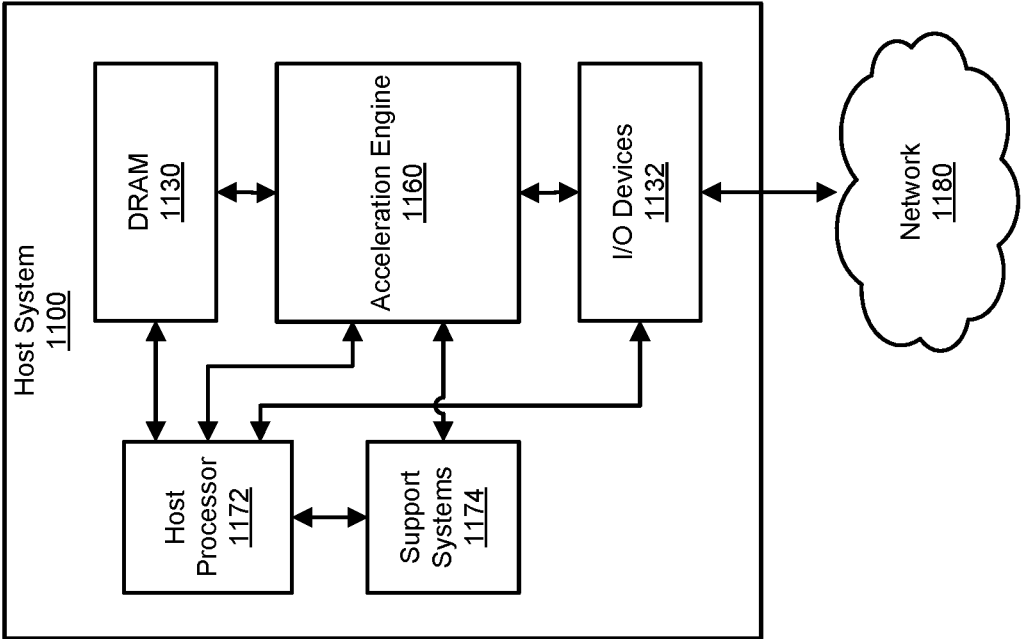 Host System
1100
DRAM
1130
Acceleration Engine
1160
I/O Devices
1132
Network
1180
Host
Processor
1172
Support
Systems
1174